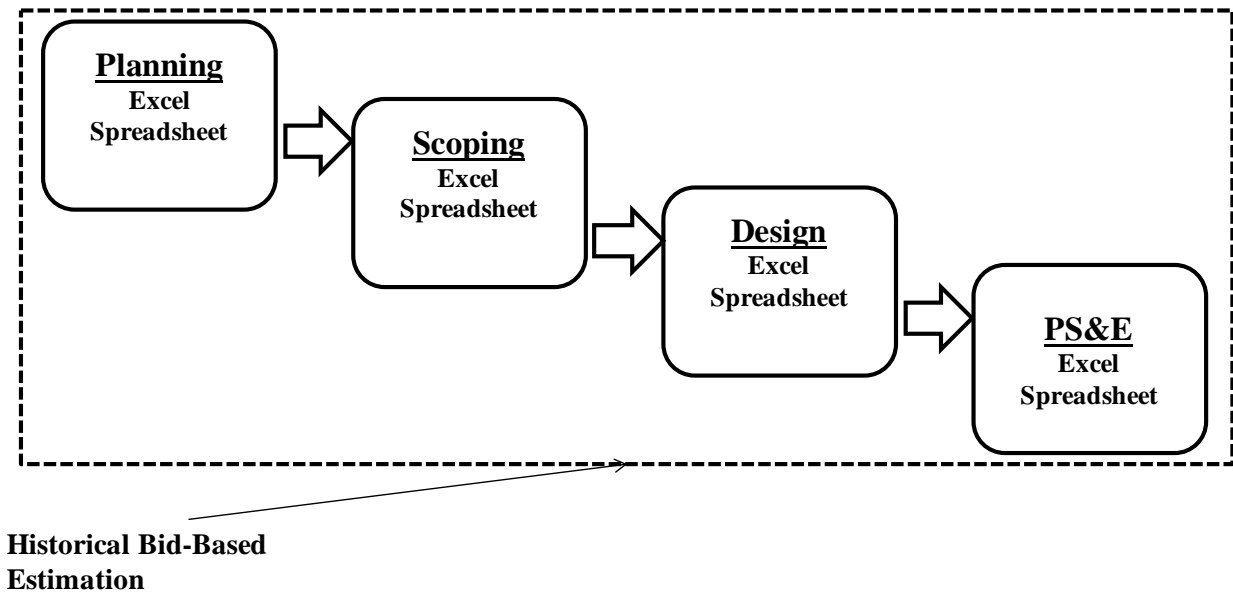 Planning
Excel
Spreadsheet
Scoping
Excel
Spreadsheet
Design
Excel
Spreadsheet
PS&E
Excel
Spreadsheet
Historical Bid-Based
Estimation